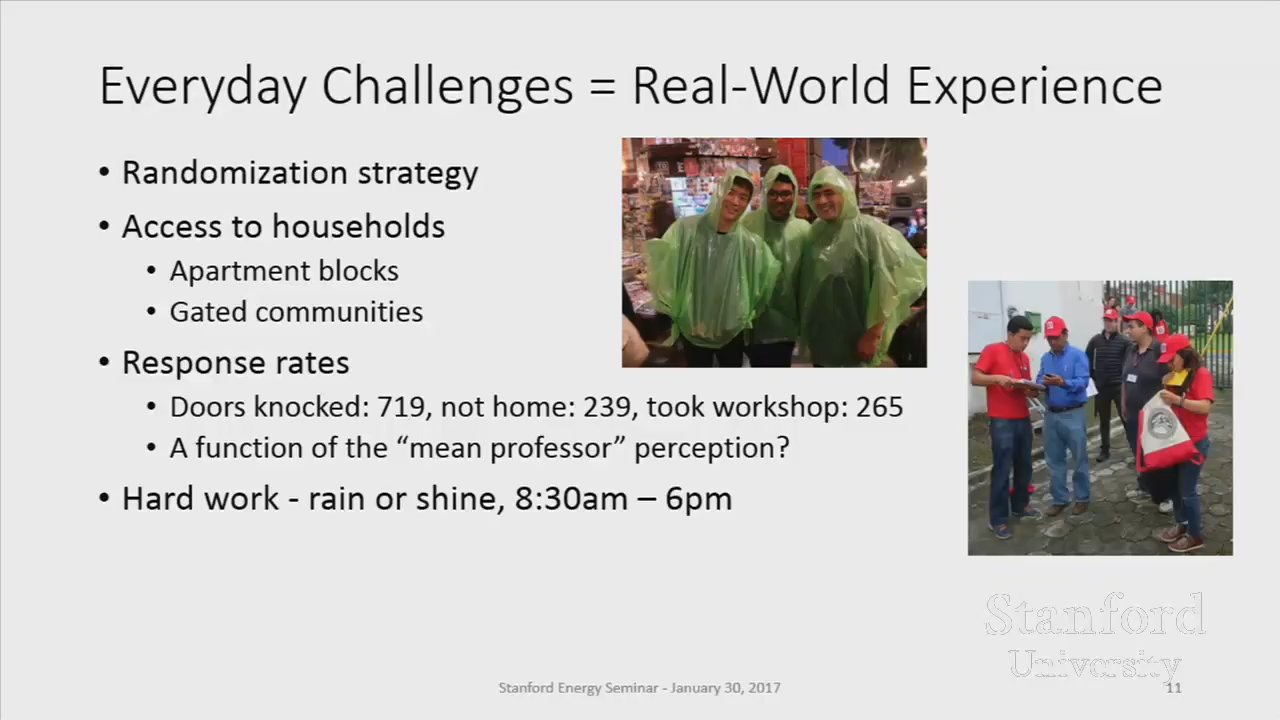 Everyday Challenges = Real-World Experience
• Randomization strategy
• Access to households
• Apartment blocks
• Gated communities
• Response rates
• Doors knocked: 719, not home: 239, took workshop: 265
• A function of the “mean professor” perception?
• Hard work - rain or shine, 8:30am – 6pm
Stanford
University
Stanford Energy Seminar - January 30, 2017
11